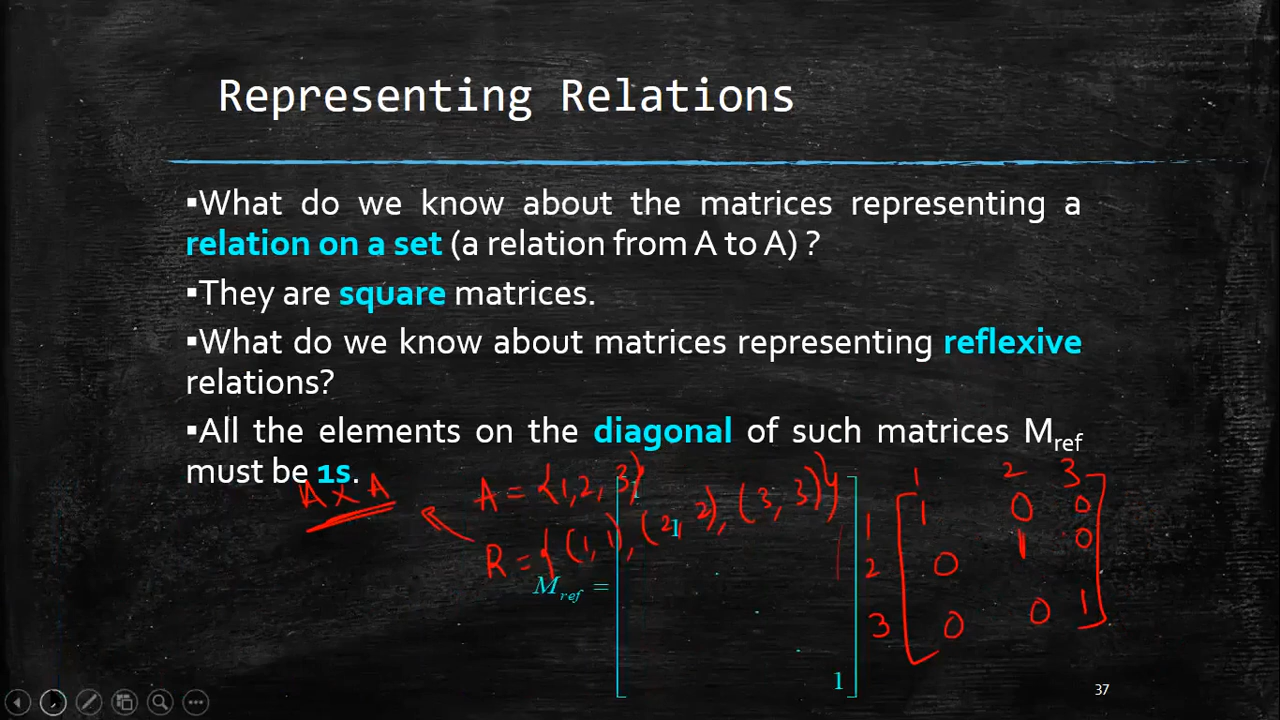 Representing Relations
▪What do we know about the matrices representing a
relation on a set (a relation from A to A) ?
▪They are square matrices.
▪What do we know about matrices representing reflexive
relations?
▪All the elements on the diagonal of such matrices Mref
must be 1s.
A × A
A = {1, 2, 3}
R = {(1, 1), (2, 2), (3, 3)}
Mref =
1
1
1
1 2 3
1 1 0 0
2 0 1 0
3 0 0 1
37